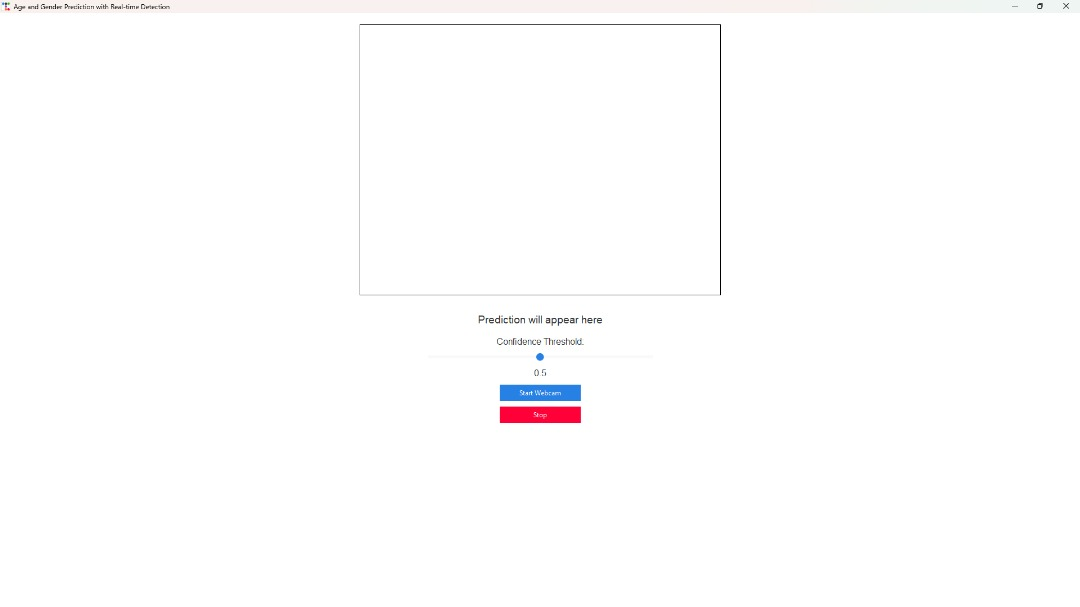 Age and Gender Prediction with Real-time Detection
Prediction will appear here
Confidence Threshold:
0.5
Start Webcam
Stop